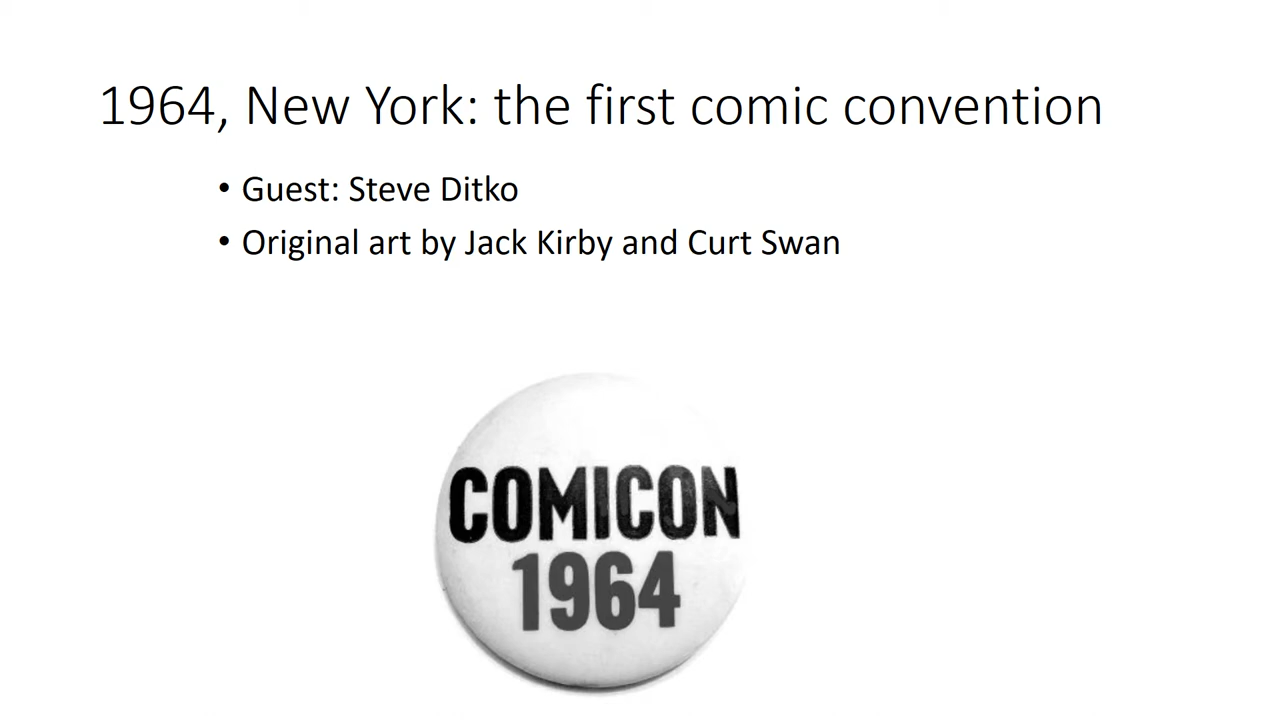 1964, New York: the first comic convention
• Guest: Steve Ditko
• Original art by Jack Kirby and Curt Swan
COMICON
1964